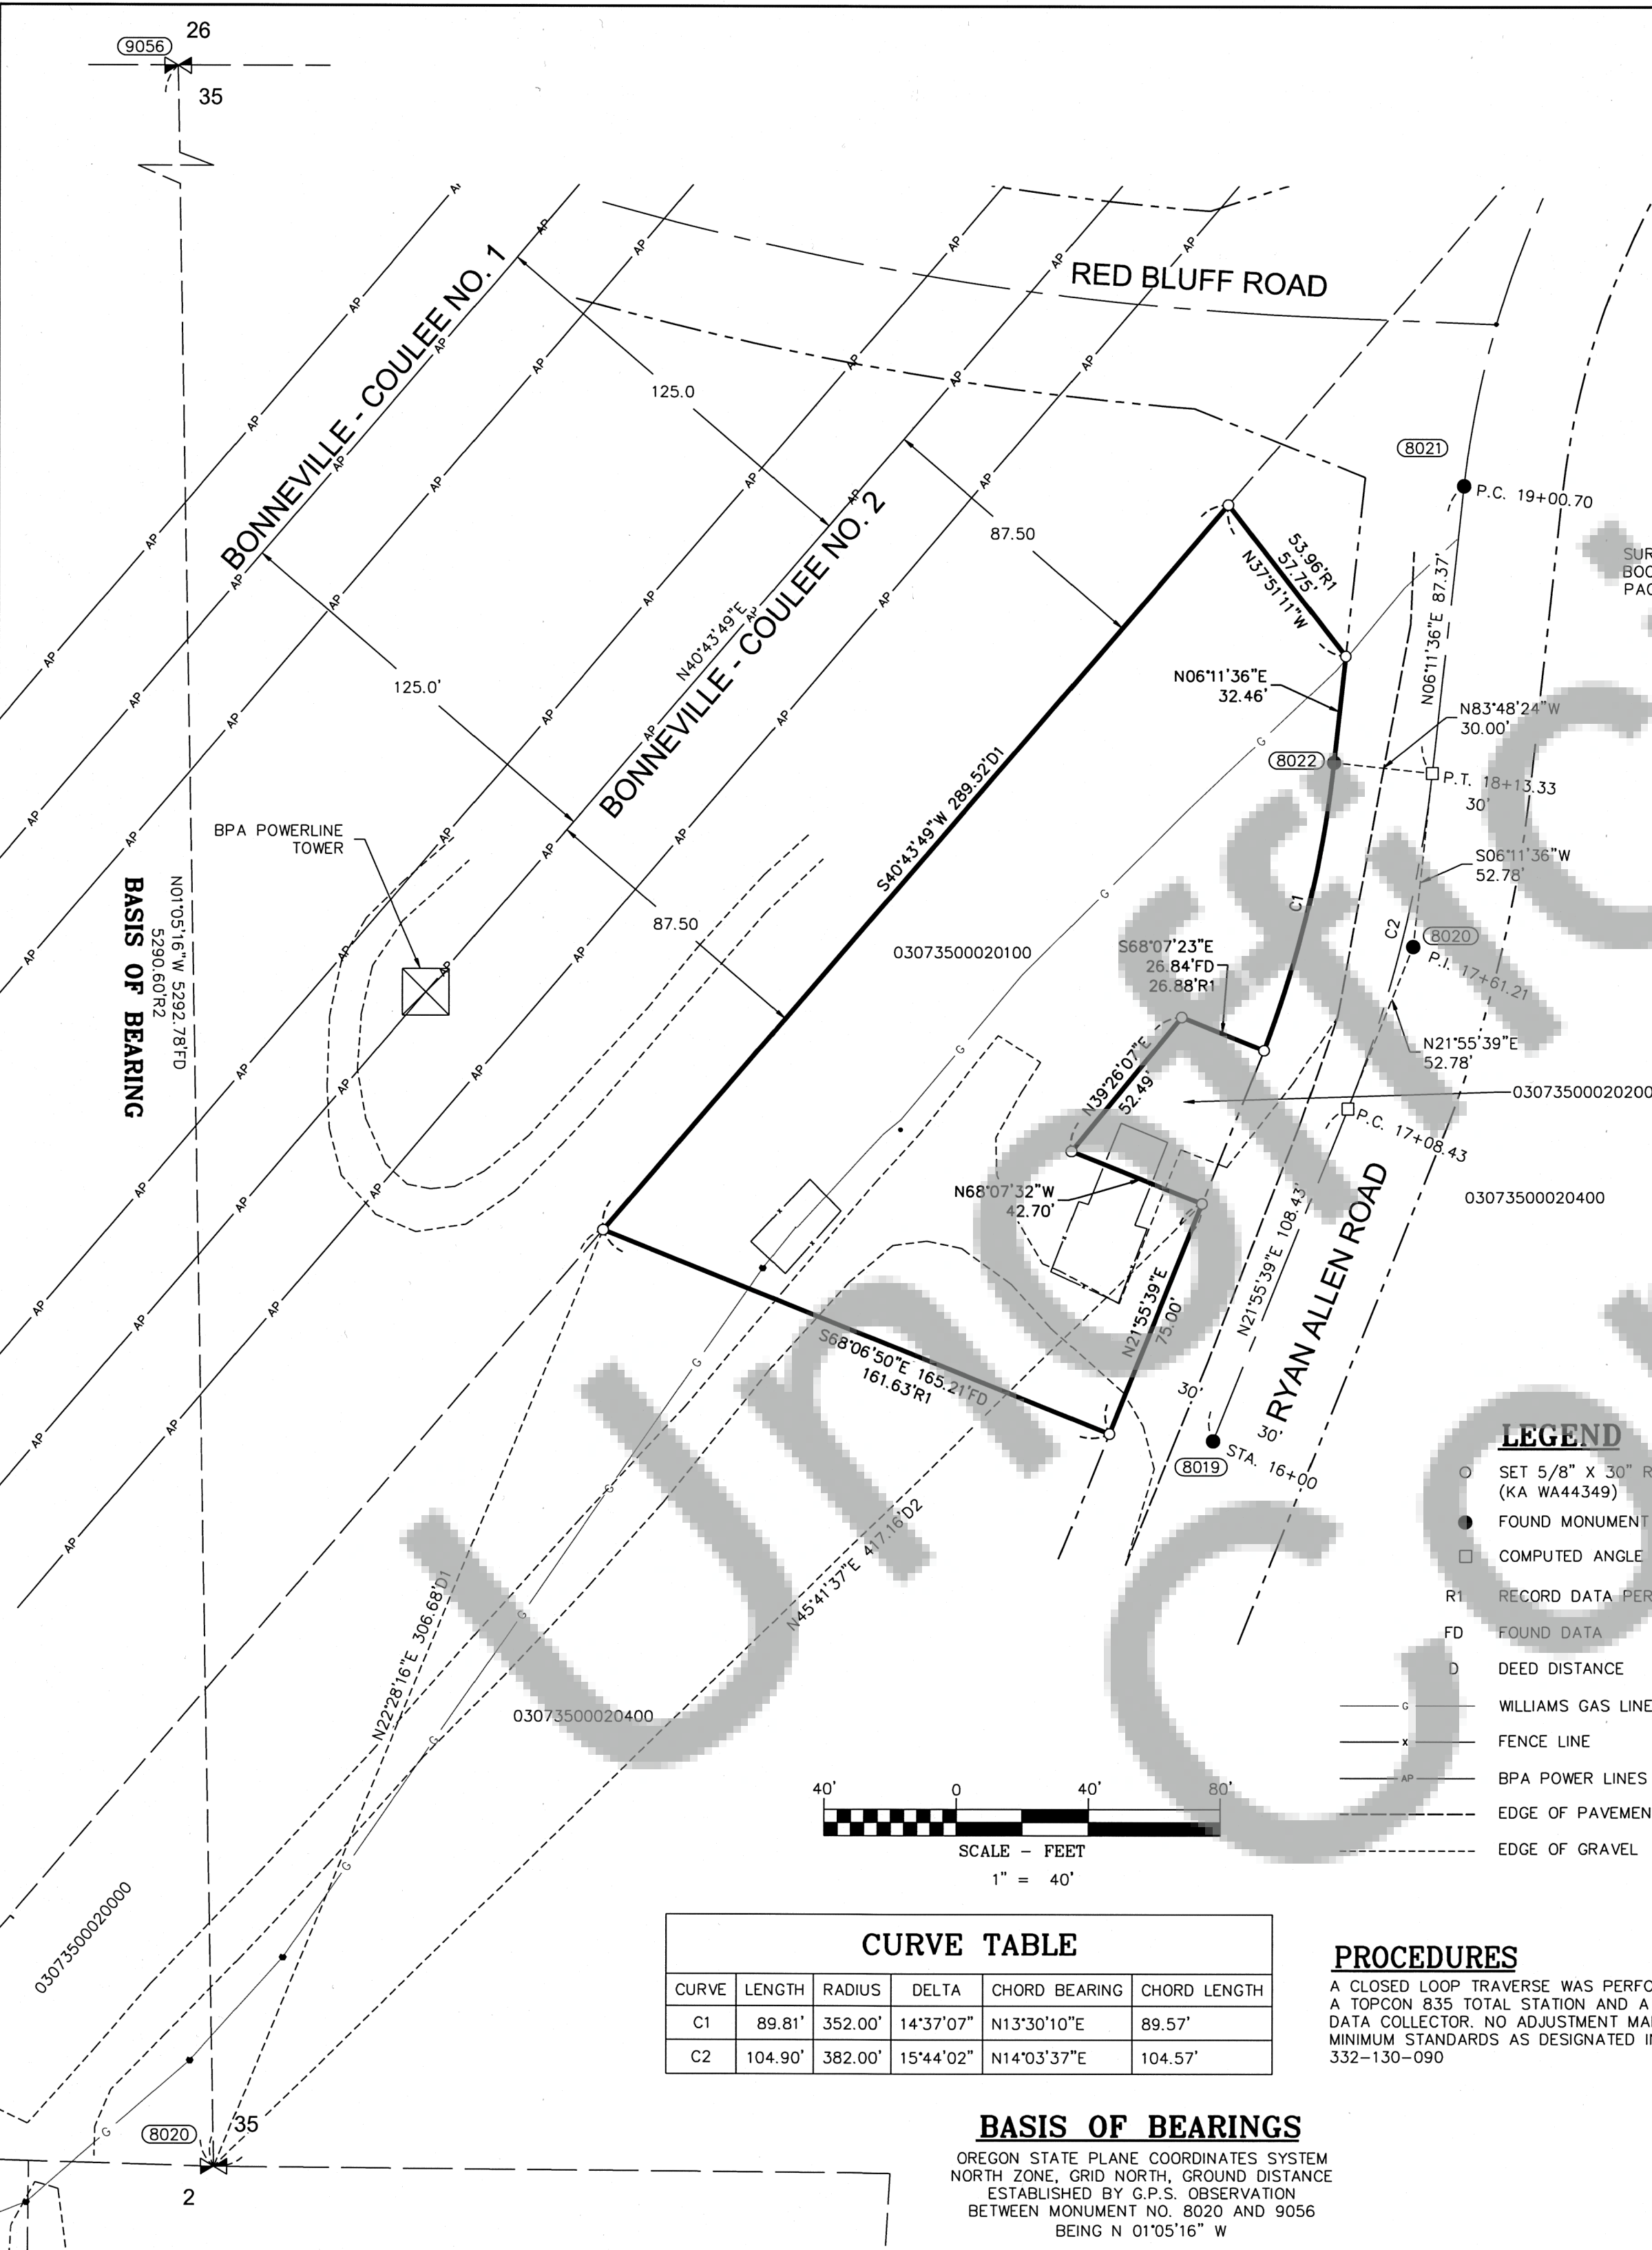 9056
26
35
RED BLUFF ROAD
BONNEVILLE - COULEE NO. 1
125.0
8021
P.C. 19+00.70
87.50
53.96'R1
57.75'
N37°51'11"W
N06°11'36"E 87.37'
SUR
BOO
PAG
BONNEVILLE - COULEE NO. 2
N40°43'49"E
125.0'
N06°11'36"E
32.46'
N83°48'24"W
30.00'
8022
P.T. 18+13.33
30'
S40°43'49"W 289.52'D1
BPA POWERLINE
TOWER
S06°11'36"W
52.78'
N01°05'16"W 5292.78'FD
5290.60'R2
BASIS OF BEARING
87.50
C1
C2
8020
P.I. 17+61.21
03073500020100
S68°07'23"E
26.84'FD
26.88'R1
N21°55'39"E
52.78'
N39°26'07"E
52.49'
03073500020200
P.C. 17+08.43
N68°07'32"W
42.70'
03073500020400
N21°55'39"E 108.43'
RYAN ALLEN ROAD
N21°55'39"E
75.00'
S68°06'50"E 165.21'FD
161.63'R1
30'
30'
8019
STA. 16+00
LEGEND
SET 5/8" X 30" R
(KA WA44349)
FOUND MONUMENT
COMPUTED ANGLE
R1 RECORD DATA PER
FD FOUND DATA
D DEED DISTANCE
G WILLIAMS GAS LINE
X FENCE LINE
AP BPA POWER LINES
EDGE OF PAVEMEN
EDGE OF GRAVEL
N45°41'37"E 417.16'D2
N22°28'16"E 306.68'D1
03073500020400
03073500020000
40' 0 40' 80'
SCALE - FEET
1" = 40'
CURVE TABLE
CURVE LENGTH RADIUS DELTA CHORD BEARING CHORD LENGTH
C1 89.81' 352.00' 14°37'07" N13°30'10"E 89.57'
C2 104.90' 382.00' 15°44'02" N14°03'37"E 104.57'
PROCEDURES
A CLOSED LOOP TRAVERSE WAS PERFO
A TOPCON 835 TOTAL STATION AND A
DATA COLLECTOR. NO ADJUSTMENT MA
MINIMUM STANDARDS AS DESIGNATED I
332-130-090
8020
35
2
BASIS OF BEARINGS
OREGON STATE PLANE COORDINATES SYSTEM
NORTH ZONE, GRID NORTH, GROUND DISTANCE
ESTABLISHED BY G.P.S. OBSERVATION
BETWEEN MONUMENT NO. 8020 AND 9056
BEING N 01°05'16" W